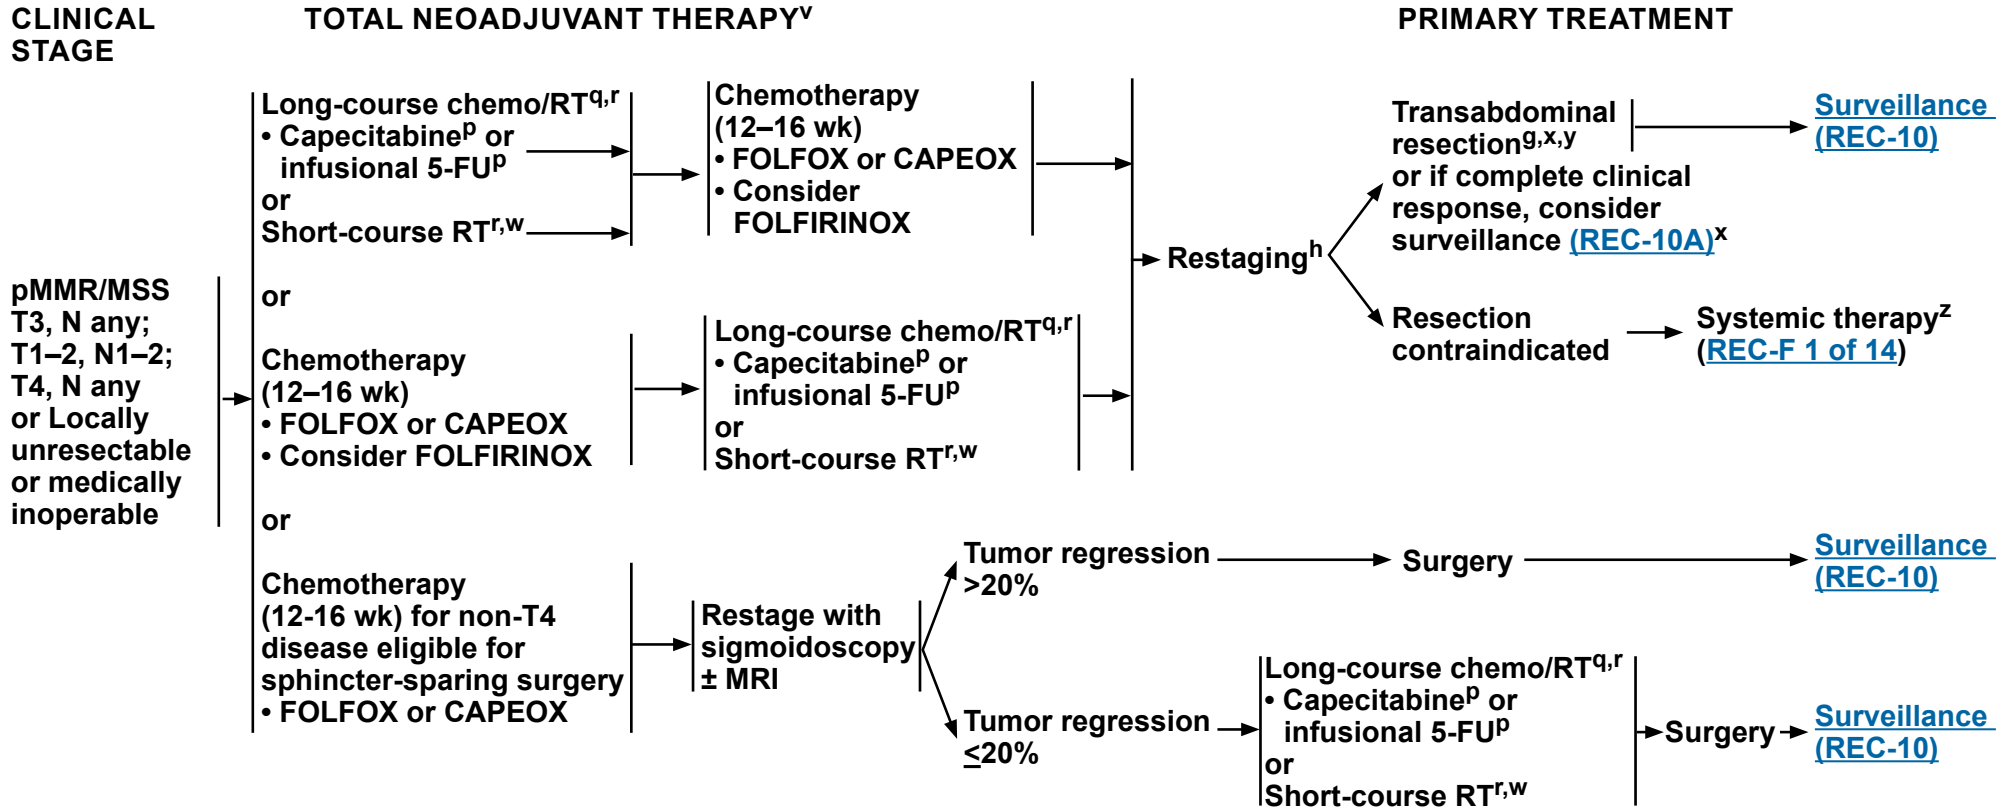 CLINICAL
STAGE
TOTAL NEOADJUVANT THERAPYᵛ
PRIMARY TREATMENT
pMMR/MSS
T3, N any;
T1–2, N1–2;
T4, N any
or Locally
unresectable
or medically
inoperable
Long-course chemo/RTq,r
• Capecitabineᵖ or
infusional 5-FUᵖ
or
Short-course RTr,w
Chemotherapy
(12–16 wk)
• FOLFOX or CAPEOX
• Consider
FOLFIRINOX
or
Chemotherapy
(12–16 wk)
• FOLFOX or CAPEOX
• Consider FOLFIRINOX
Long-course chemo/RTq,r
• Capecitabineᵖ or
infusional 5-FUᵖ
or
Short-course RTr,w
Restagingʰ
Transabdominal
resectiong,x,y
or if complete clinical
response, consider
surveillance (REC-10A)ˣ
Surveillance
(REC-10)
Resection
contraindicated
Systemic therapyᶻ
(REC-F 1 of 14)
or
Chemotherapy
(12-16 wk) for non-T4
disease eligible for
sphincter-sparing surgery
• FOLFOX or CAPEOX
Restage with
sigmoidoscopy
± MRI
Tumor regression
>20%
Surgery
Surveillance
(REC-10)
Tumor regression
≤20%
Long-course chemo/RTq,r
• Capecitabineᵖ or
infusional 5-FUᵖ
or
Short-course RTr,w
Surgery
Surveillance
(REC-10)